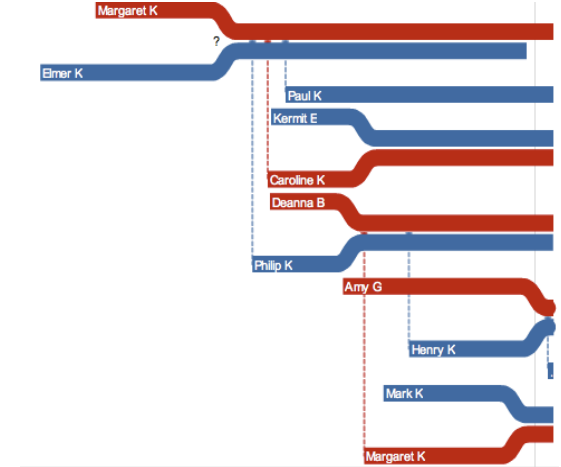 Margaret K
?
Elmer K
Paul K
Kermit E
Caroline K
Deanna B
Philip K
Amy G
Henry K
Mark K
Margaret K